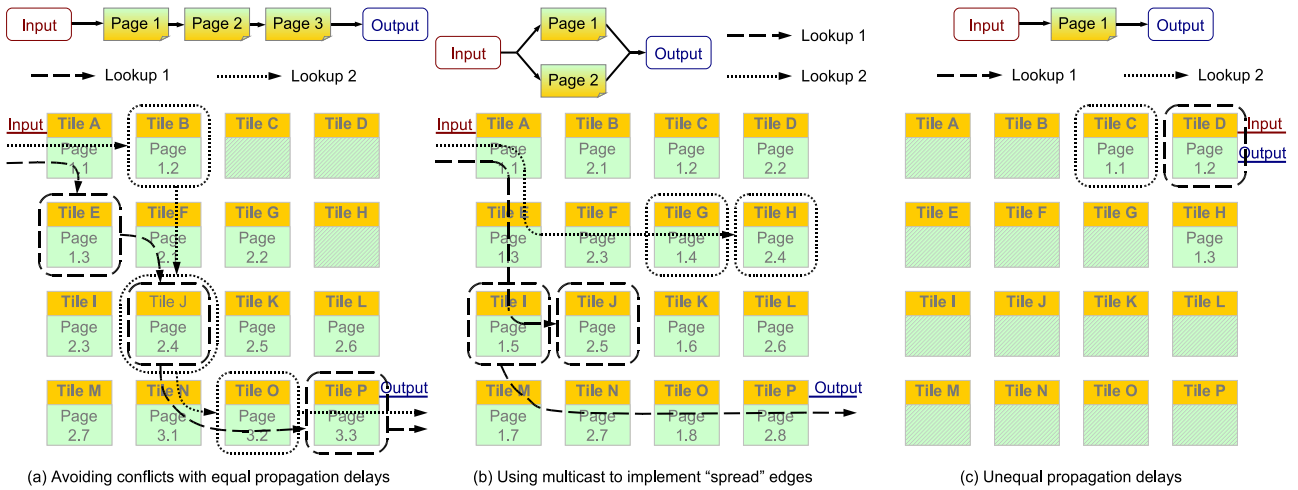 Input Page 1 Page 2 Page 3 Output
Lookup 1 Lookup 2
Input
Tile A Tile B Tile C Tile D
Page 1.1 Page 1.2
Tile E Tile F Tile G Tile H
Page 1.3 Page 2.1 Page 2.2
Tile I Tile J Tile K Tile L
Page 2.3 Page 2.4 Page 2.5 Page 2.6
Tile M Tile N Tile O Tile P
Output
Page 2.7 Page 3.1 Page 3.2 Page 3.3
(a) Avoiding conflicts with equal propagation delays
Input Page 1 Page 2 Output
Lookup 1
Lookup 2
Input
Tile A Tile B Tile C Tile D
Page 1.1 Page 2.1 Page 1.2 Page 2.2
Tile E Tile F Tile G Tile H
Page 1.3 Page 2.3 Page 1.4 Page 2.4
Tile I Tile J Tile K Tile L
Page 1.5 Page 2.5 Page 1.6 Page 2.6
Tile M Tile N Tile O Tile P
Output
Page 1.7 Page 2.7 Page 1.8 Page 2.8
(b) Using multicast to implement “spread” edges
Input Page 1 Output
Lookup 1 Lookup 2
Tile A Tile B Tile C Tile D
Input
Page 1.1 Page 1.2
Output
Tile E Tile F Tile G Tile H
Page 1.3
Tile I Tile J Tile K Tile L
Tile M Tile N Tile O Tile P
(c) Unequal propagation delays